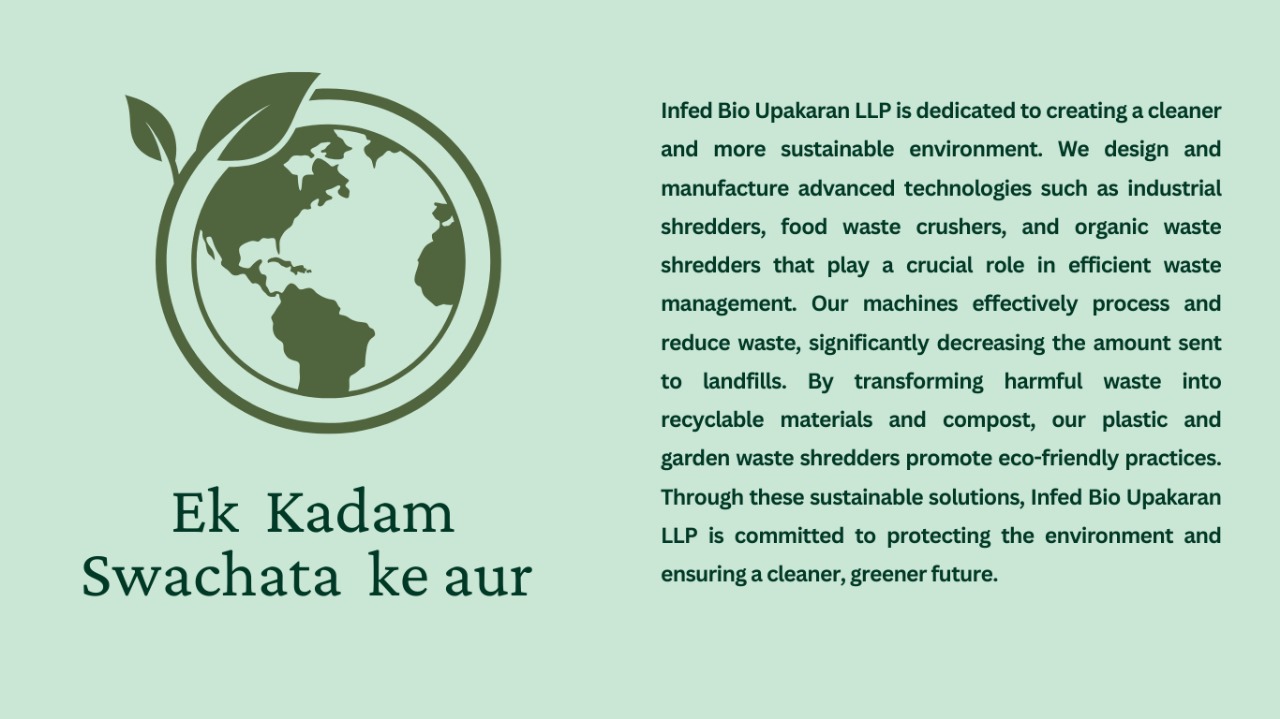 Ek Kadam
Swachata ke aur
Infed Bio Upakaran LLP is dedicated to creating a cleaner
and more sustainable environment. We design and
manufacture advanced technologies such as industrial
shredders, food waste crushers, and organic waste
shredders that play a crucial role in efficient waste
management. Our machines effectively process and
reduce waste, significantly decreasing the amount sent
to landfills. By transforming harmful waste into
recyclable materials and compost, our plastic and
garden waste shredders promote eco-friendly practices.
Through these sustainable solutions, Infed Bio Upakaran
LLP is committed to protecting the environment and
ensuring a cleaner, greener future.